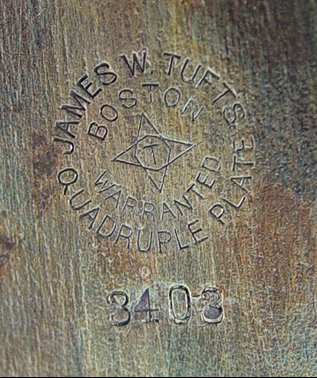 JAMES W. TUFTS
BOSTON
T
WARRANTED
QUADRUPLE PLATE
3403